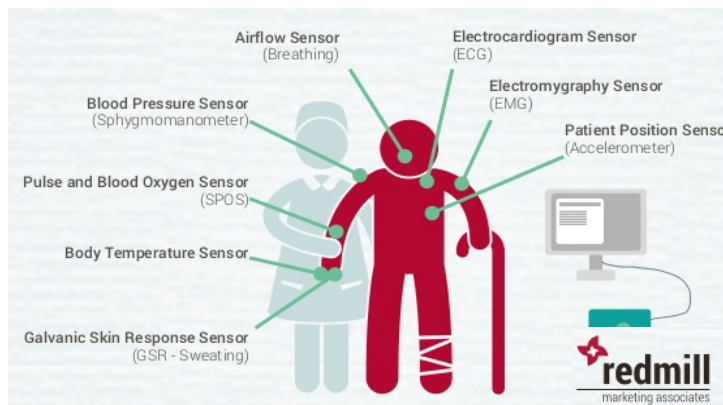 Airflow Sensor
(Breathing)
Electrocardiogram Sensor
(ECG)
Electromygraphy Sensor
(EMG)
Blood Pressure Sensor
(Sphygmomanometer)
Patient Position Senso
(Accelerometer)
Pulse and Blood Oxygen Sensor
(SPOS)
Body Temperature Sensor
Galvanic Skin Response Sensor
(GSR - Sweating)
redmill
marketing associates